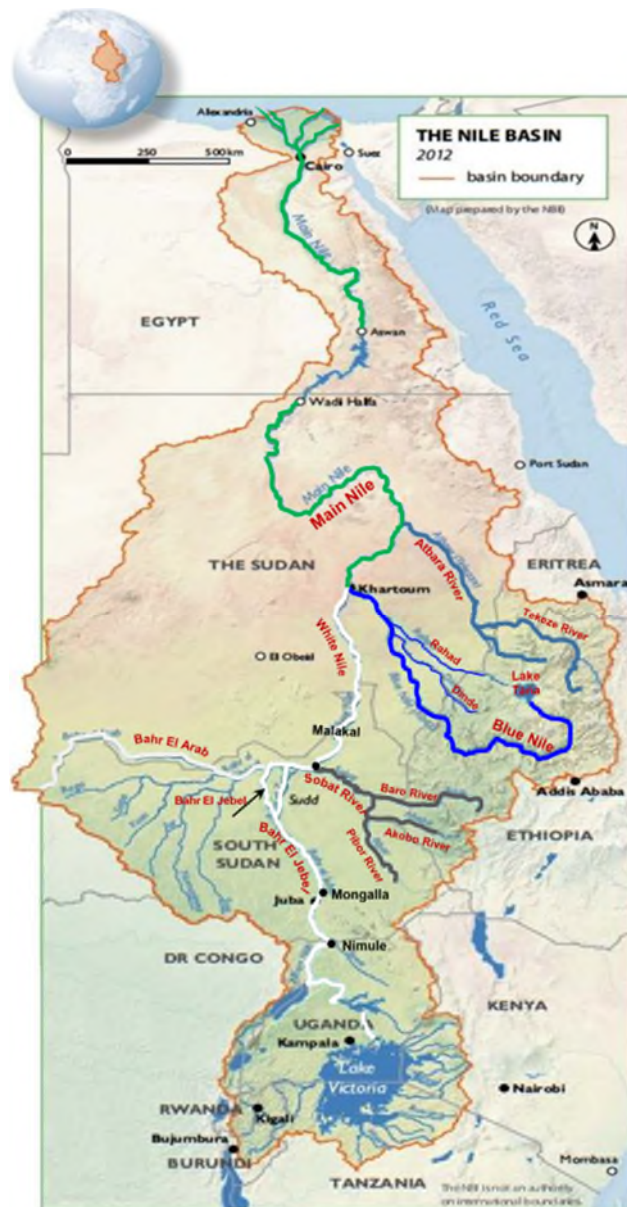 THE NILE BASIN
2012
basin boundary
(Map prepared by the NBI)
N
0 250 500 km
Alexandria
Cairo
Suez
Main Nile
EGYPT
Red Sea
Aswan
Wadi Halfa
Port Sudan
Main Nile
Main Nile
THE SUDAN
Atbara River
ERITREA
Khartoum
Asmara
Tekeze River
White Nile
El Obeid
Rahad
Lake
Tana
Dinde
Blue Nile
Malakal
Bahr El Arab
Addis Ababa
Sobat River
Baro River
Bahr El Jebel
Sudd
Akobo River
ETHIOPIA
SOUTH
SUDAN
Bahr El Jebel
Pibor River
Mongalla
Juba
Nimule
DR CONGO
KENYA
UGANDA
Kampala
Lake
Victoria
Nairobi
RWANDA
Kigali
Bujumbura
BURUNDI
Mombasa
TANZANIA
The NBI is not an authority
on international boundaries.